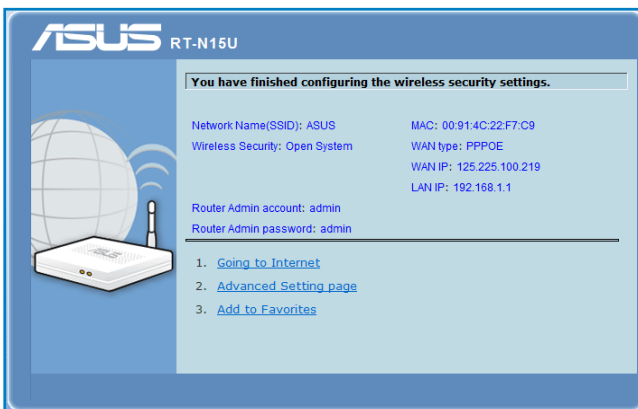 ASUS RT-N15U
You have finished configuring the wireless security settings.
Network Name(SSID): ASUS
Wireless Security: Open System
MAC: 00:91:4C:22:F7:C9
WAN type: PPPOE
WAN IP: 125.225.100.219
LAN IP: 192.168.1.1
Router Admin account: admin
Router Admin password: admin
1. Going to Internet
2. Advanced Setting page
3. Add to Favorites
ASUS